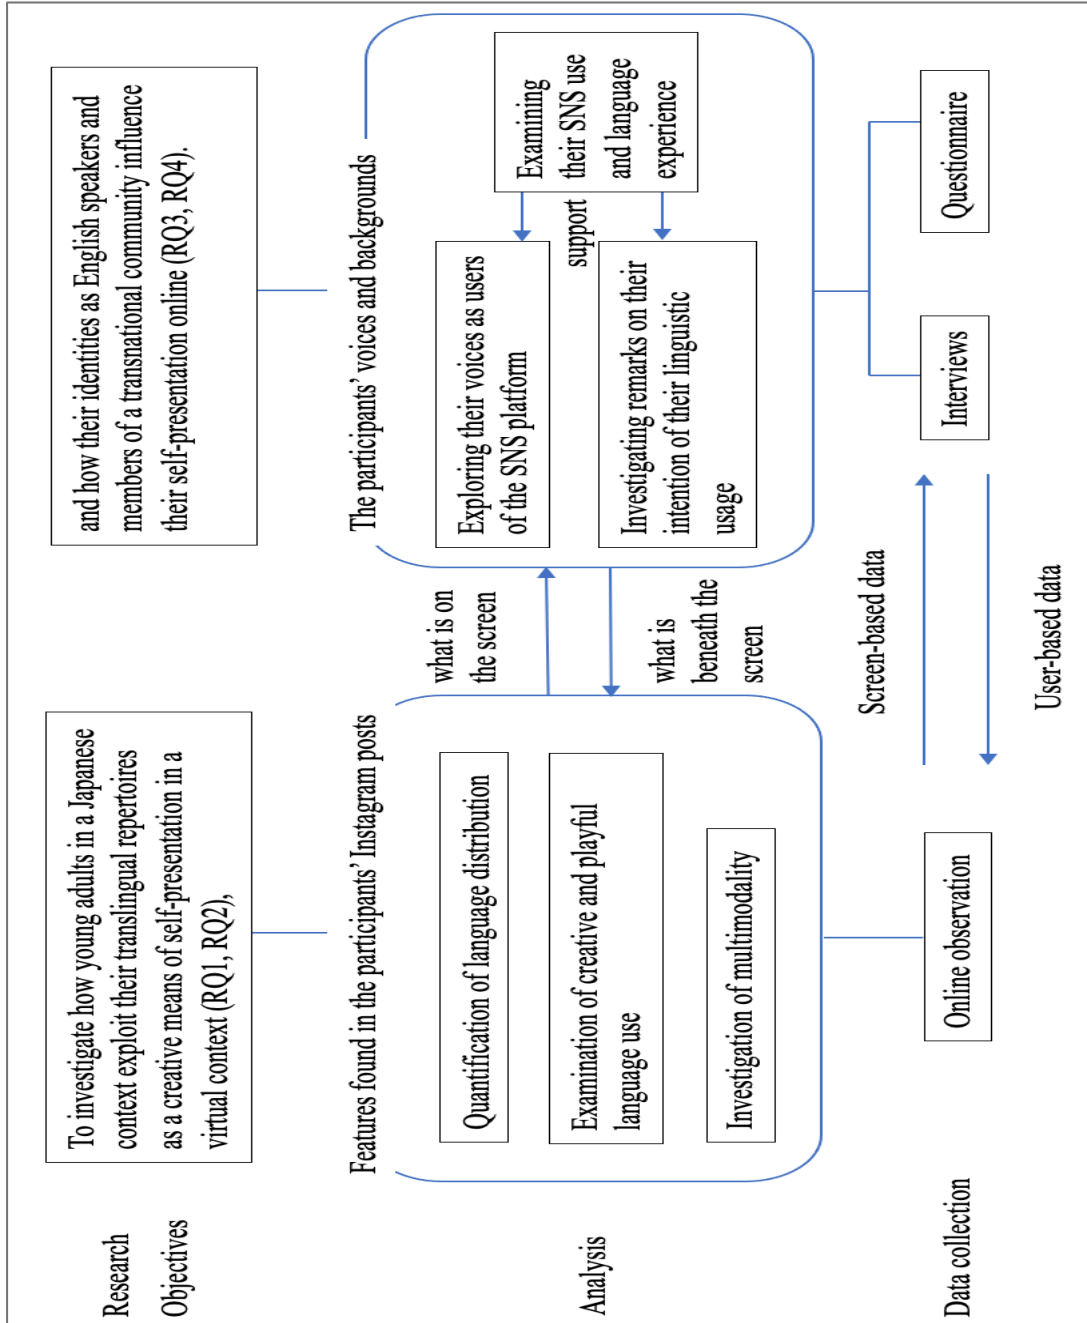 Research
Objectives
To investigate how young adults in a Japanese
context exploit their translingual repertoires
as a creative means of self-presentation in a
virtual context (RQ1, RQ2),
and how their identities as English speakers and
members of a transnational community influence
their self-presentation online (RQ3, RQ4).
Analysis
Features found in the participants’ Instagram posts
Quantification of language distribution
Examination of creative and playful
language use
Investigation of multimodality
what is on
the screen
what is
beneath the
screen
The participants’ voices and backgrounds
Exploring their voices as users
of the SNS platform
Investigating remarks on their
intention of their linguistic
usage
support
Examining
their SNS use
and language
experience
Data collection
Online observation
Screen-based data
User-based data
Interviews
Questionnaire